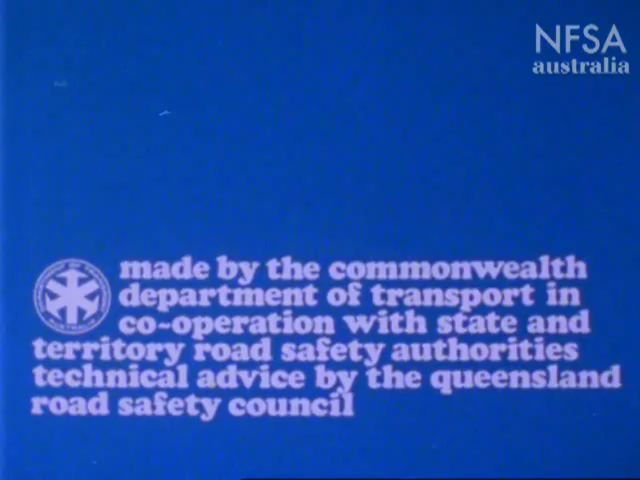 NFSA
australia
made by the commonwealth
department of transport in
co-operation with state and
territory road safety authorities
technical advice by the queensland
road safety council
AUSTRALIA